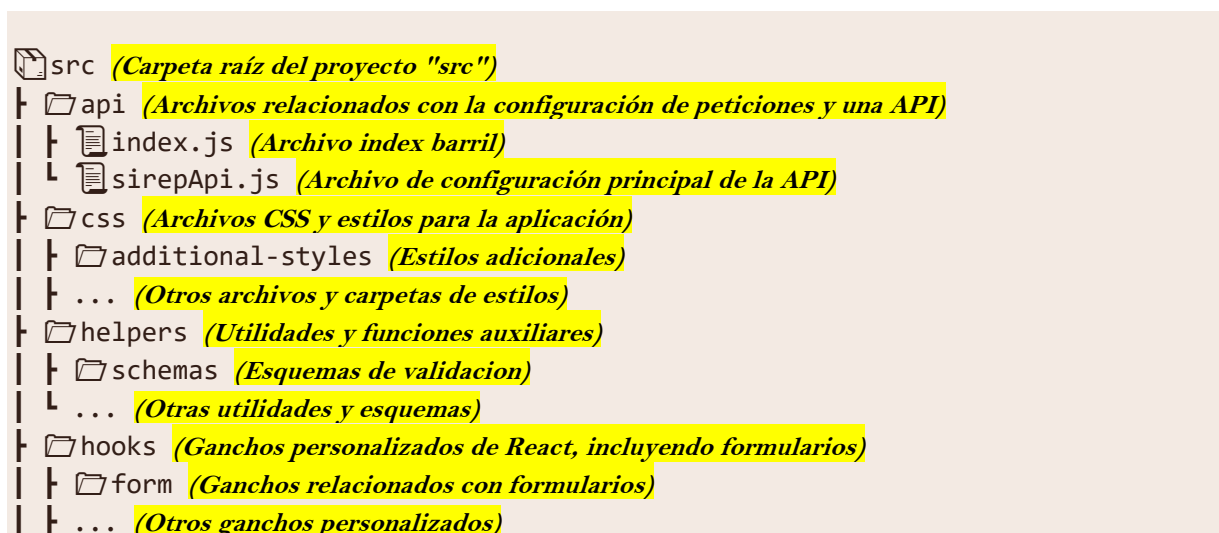 📦src (Carpeta raíz del proyecto "src")
┣ 📂api (Archivos relacionados con la configuración de peticiones y una API)
┃ ┣ 📜index.js (Archivo index barril)
┃ ┗ 📜sirepApi.js (Archivo de configuración principal de la API)
┣ 📂css (Archivos CSS y estilos para la aplicación)
┃ ┣ 📂additional-styles (Estilos adicionales)
┃ ┣ ... (Otros archivos y carpetas de estilos)
┣ 📂helpers (Utilidades y funciones auxiliares)
┃ ┣ 📂schemas (Esquemas de validacion)
┃ ┗ ... (Otras utilidades y esquemas)
┣ 📂hooks (Ganchos personalizados de React, incluyendo formularios)
┃ ┣ 📂form (Ganchos relacionados con formularios)
┃ ┣ ... (Otros ganchos personalizados)